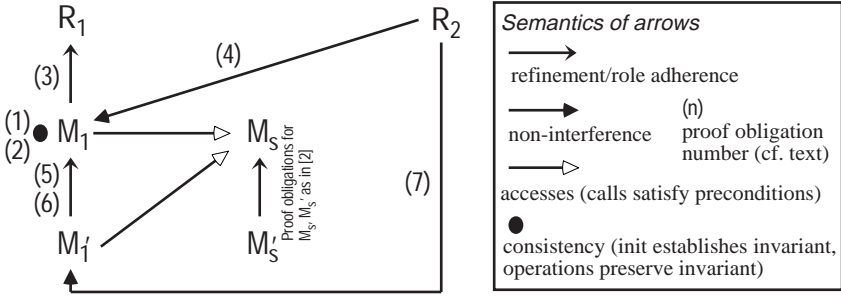 R1
R2
(4)
(3)
(1)
(2)
M1
Ms
(5)
(6)
(7)
M1′
Ms′
Proof obligations for
Ms, Ms′ as in [2]
Semantics of arrows
refinement/role adherence
non-interference
(n)
proof obligation
number (cf. text)
accesses (calls satisfy preconditions)
consistency (init establishes invariant,
operations preserve invariant)